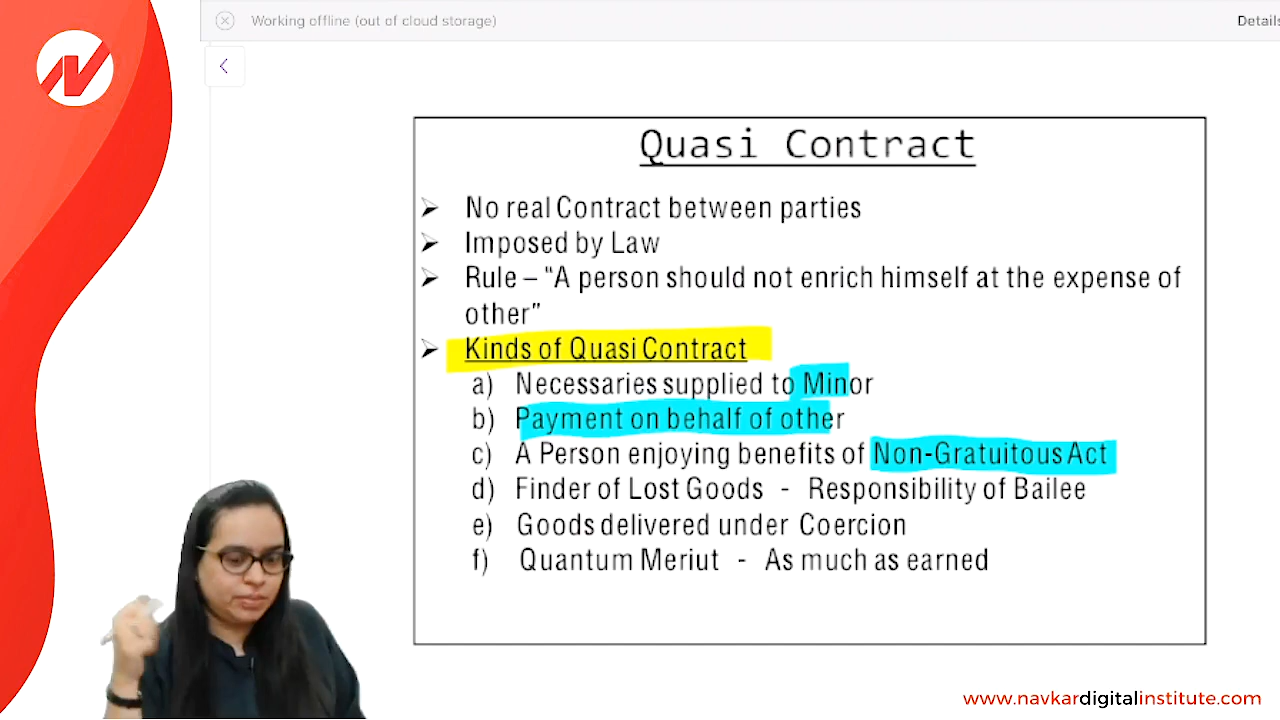 Working offline (out of cloud storage)
Details
Quasi Contract
➢ No real Contract between parties
➢ Imposed by Law
➢ Rule – “A person should not enrich himself at the expense of
other”
➢ Kinds of Quasi Contract
a) Necessaries supplied to Minor
b) Payment on behalf of other
c) A Person enjoying benefits of Non-Gratuitous Act
d) Finder of Lost Goods - Responsibility of Bailee
e) Goods delivered under Coercion
f) Quantum Meriut - As much as earned
www.navkardigitalinstitute.com